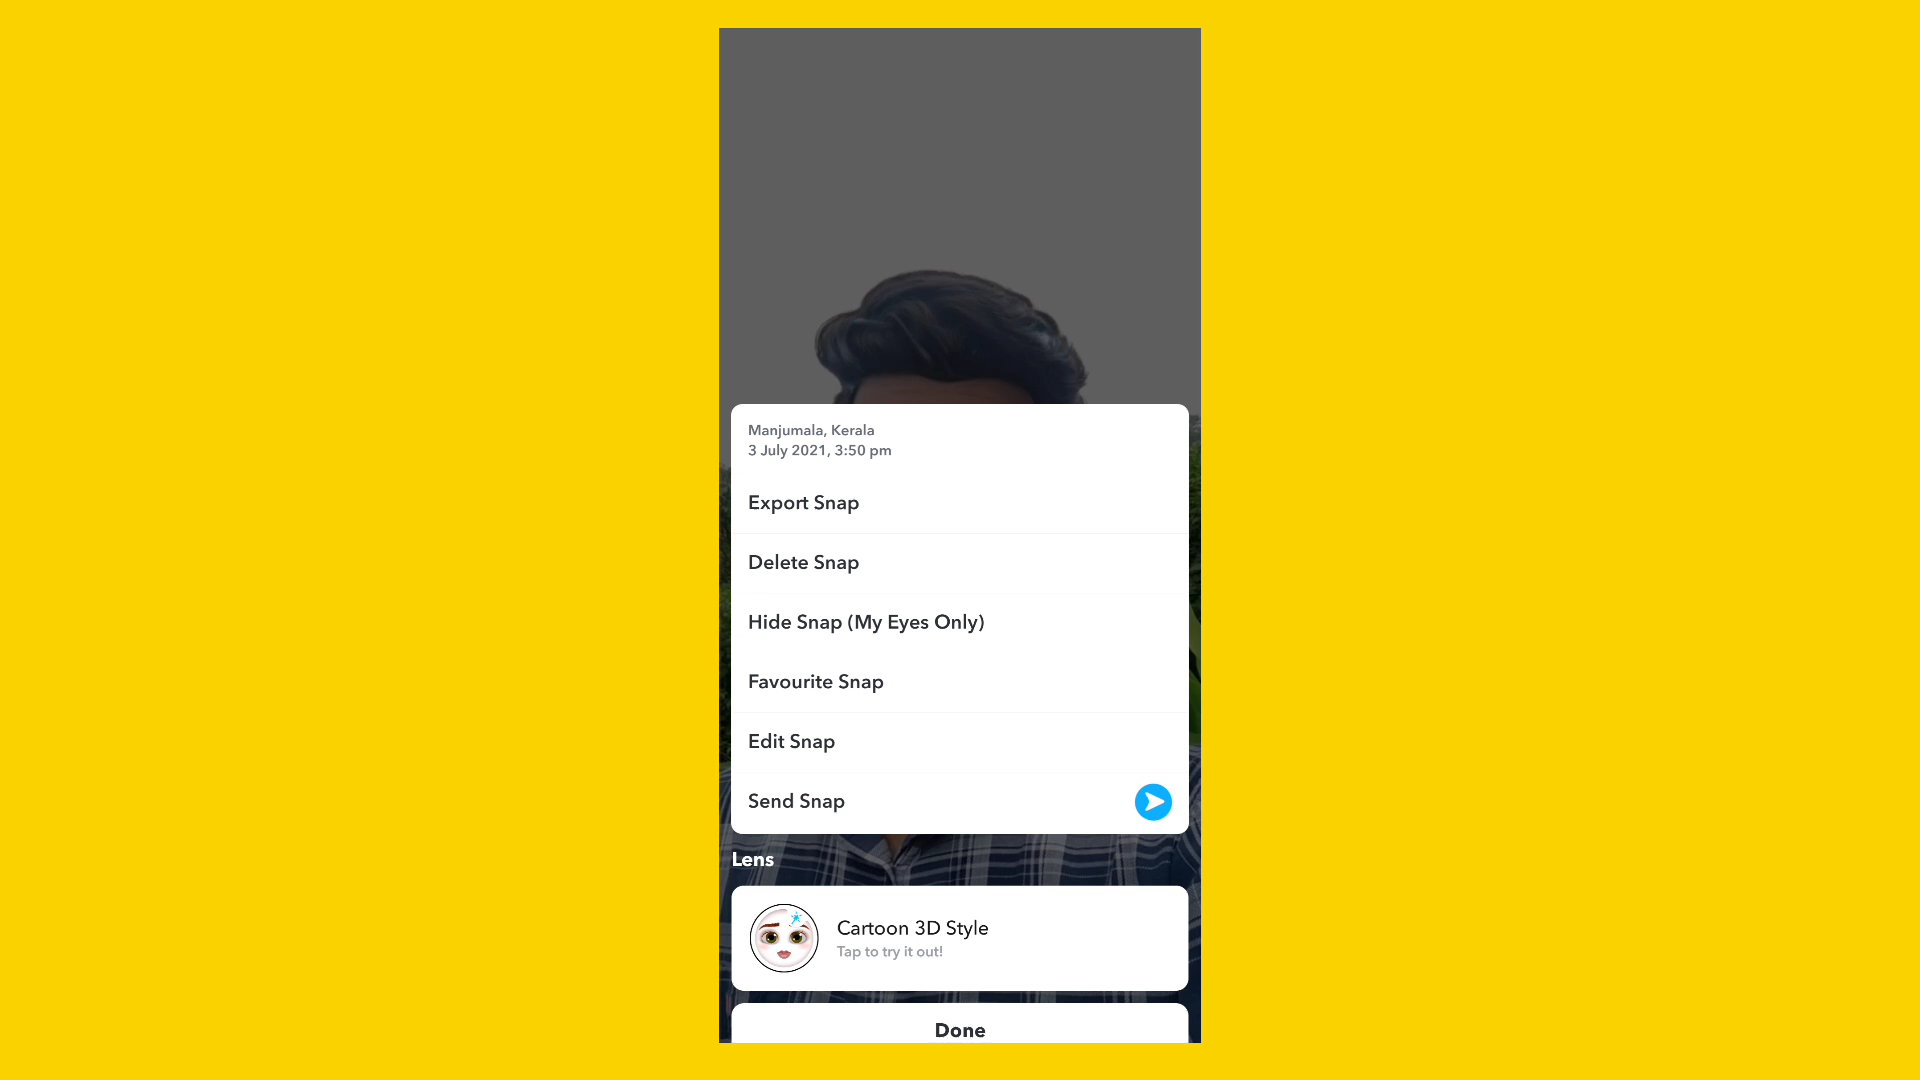 Manjumala, Kerala
3 July 2021, 3:50 pm
Export Snap
Delete Snap
Hide Snap (My Eyes Only)
Favourite Snap
Edit Snap
Send Snap
Lens
Cartoon 3D Style
Tap to try it out!
Done